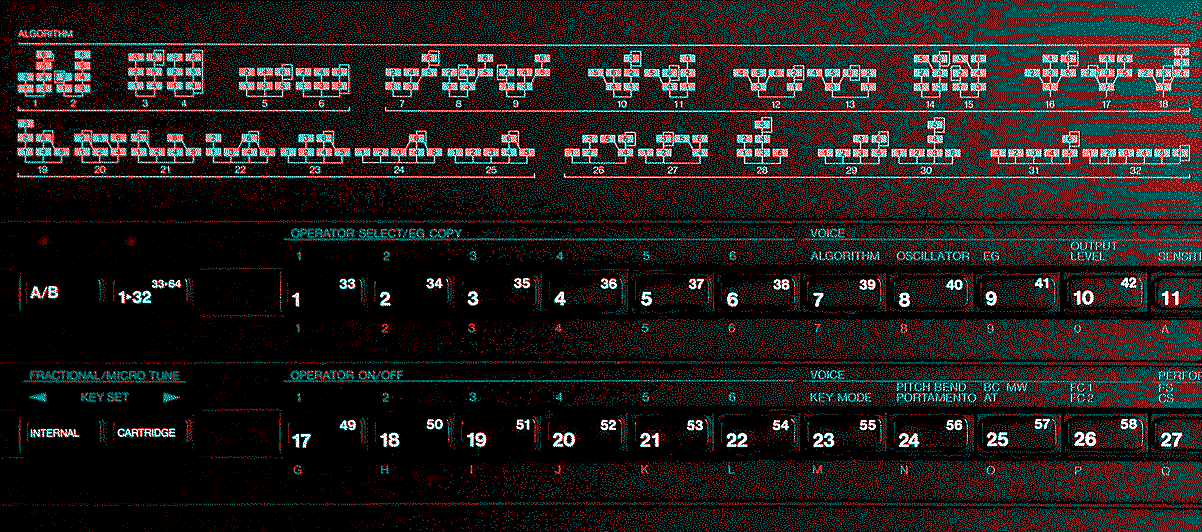 ALGORITHM
1 2 3 4 5 6 7 8 9 10 11 12 13 14 15 16 17 18
19 20 21 22 23 24 25 26 27 28 29 30 31 32
OPERATOR SELECT/EG COPY VOICE
1 2 3 4 5 6 ALGORITHM OSCILLATOR EG OUTPUT LEVEL SENSITI
A/B 1▸32 33▸64 1 33 2 34 3 35 4 36 5 37 6 38 7 39 8 40 9 41 10 42 11
1 2 3 4 5 6 7 8 9 0 A
FRACTIONAL/MICRO TUNE OPERATOR ON/OFF VOICE PERFOR
◀ KEY SET ▶ 1 2 3 4 5 6 KEY MODE PITCH BEND PORTAMENTO BC MW AT FC 1 FC 2 FS CS
INTERNAL CARTRIDGE 17 49 18 50 19 51 20 52 21 53 22 54 23 55 24 56 25 57 26 58 27
G H I J K L M N O P Q